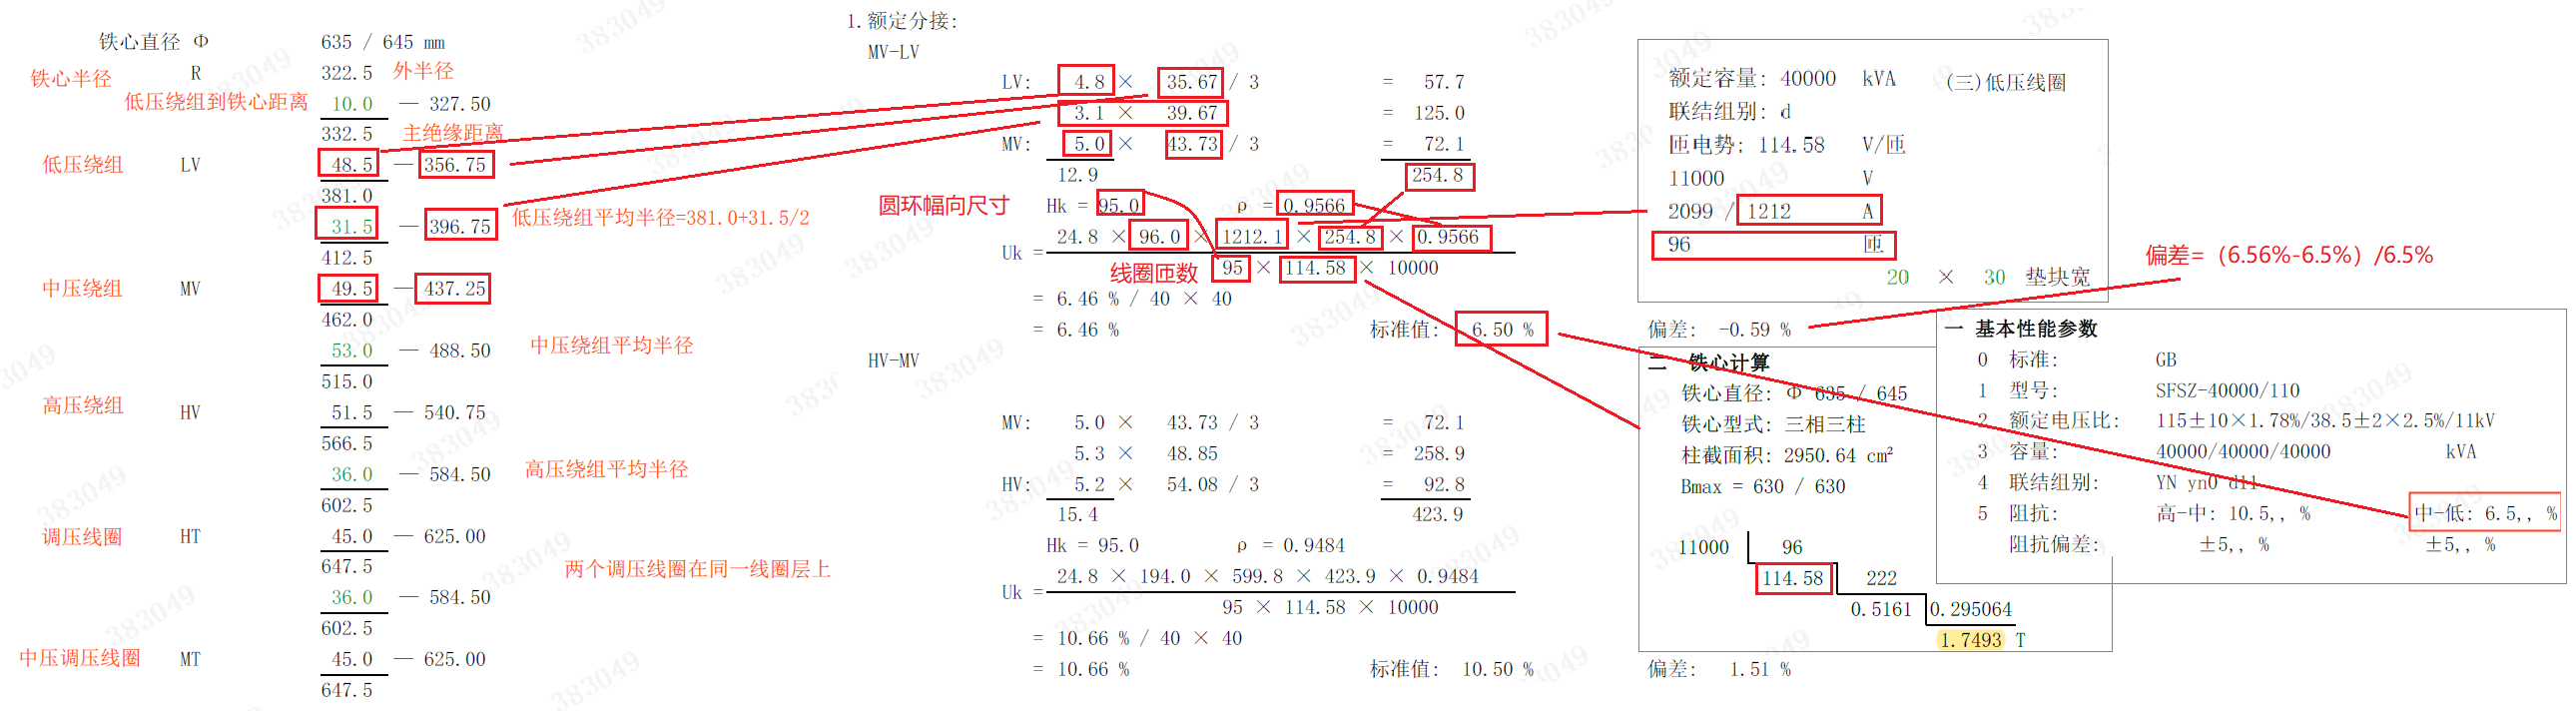 铁心直径 Φ 635 / 645 mm
铁心半径 R 322.5 外半径
低压绕组到铁心距离 10.0 — 327.50
332.5 主绝缘距离
低压绕组 LV 48.5 — 356.75
381.0
31.5 — 396.75 低压绕组平均半径=381.0+31.5/2
412.5
中压绕组 MV 49.5 — 437.25
462.0
53.0 — 488.50 中压绕组平均半径
515.0
高压绕组 HV 51.5 — 540.75
566.5
36.0 — 584.50 高压绕组平均半径
602.5
调压线圈 HT 45.0 — 625.00
647.5 两个调压线圈在同一线圈层上
36.0 — 584.50
602.5
中压调压线圈 MT 45.0 — 625.00
647.5
1.额定分接:
MV-LV
LV: 4.8 × 35.67 / 3 = 57.7
3.1 × 39.67 = 125.0
MV: 5.0 × 43.73 / 3 = 72.1
12.9 254.8
圆环幅向尺寸 Hk = 95.0 ρ = 0.9566
24.8 × 96.0 × 1212.1 × 254.8 × 0.9566
Uk =
线圈匝数 95 × 114.58 × 10000
= 6.46 % / 40 × 40
= 6.46 % 标准值: 6.50 % 偏差: -0.59 %
HV-MV
MV: 5.0 × 43.73 / 3 = 72.1
5.3 × 48.85 = 258.9
HV: 5.2 × 54.08 / 3 = 92.8
15.4 423.9
Hk = 95.0 ρ = 0.9484
24.8 × 194.0 × 599.8 × 423.9 × 0.9484
Uk =
95 × 114.58 × 10000
= 10.66 % / 40 × 40
= 10.66 % 标准值: 10.50 % 偏差: 1.51 %
额定容量: 40000 kVA (三)低压线圈
联结组别: d
匝电势: 114.58 V/匝
11000 V
2099 / 1212 A
96 匝
20 × 30 垫块宽
偏差=（6.56%-6.5%）/6.5%
二 铁心计算
铁心直径: Φ 635 / 645
铁心型式: 三相三柱
柱截面积: 2950.64 cm²
Bmax = 630 / 630
11000 96
114.58 222
0.5161 0.295064
1.7493 T
一 基本性能参数
0 标准: GB
1 型号: SFSZ-40000/110
2 额定电压比: 115±10×1.78%/38.5±2×2.5%/11kV
3 容量: 40000/40000/40000 kVA
4 联结组别: YN yn0 d11
5 阻抗: 高-中: 10.5,, % 中-低: 6.5,, %
阻抗偏差: ±5,, % ±5,, %
383049